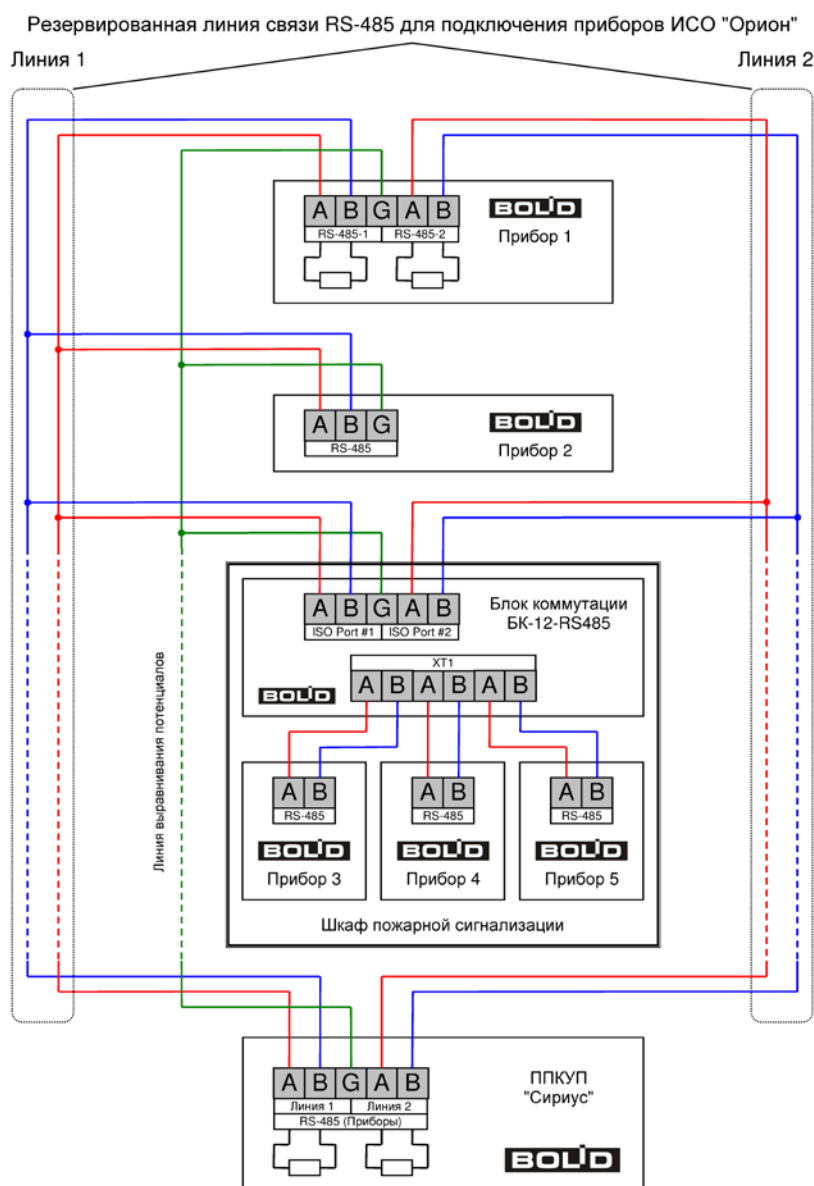 Резервированная линия связи RS-485 для подключения приборов ИСО "Орион"
Линия 1
Линия 2
A B G A B
RS-485-1 RS-485-2
BOLID
Прибор 1
A B G
RS-485
BOLID
Прибор 2
A B G A B
ISO Port #1 ISO Port #2
Блок коммутации
БК-12-RS485
XT1
A B A B A B
BOLID
Линия выравнивания потенциалов
A B
RS-485
BOLID
Прибор 3
A B
RS-485
BOLID
Прибор 4
A B
RS-485
BOLID
Прибор 5
Шкаф пожарной сигнализации
A B G A B
Линия 1 Линия 2
RS-485 (Приборы)
ППКУП
"Сириус"
BOLID